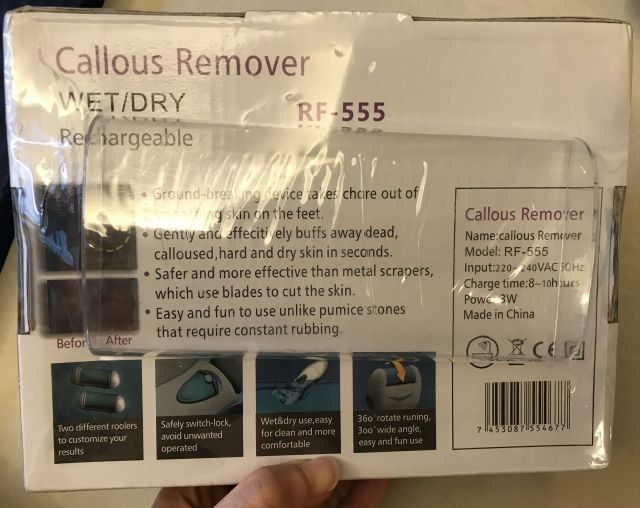 Callous Remover
WET/DRY
RF-555
Rechargeable
• Ground-breaking device takes chore out of
smoothing skin on the feet.
• Gently and effecitively buffs away dead,
calloused,hard and dry skin in seconds.
• Safer and more effective than metal scrapers,
which use blades to cut the skin.
• Easy and fun to use unlike pumice stones
that require constant rubbing.
Before After
Two different roolers
to customize your
results
Safely switch-lock,
avoid unwanted
operated
Wet&dry use,easy
for clean and more
comfortable
360°rotate runing,
300°wide angle,
easy and fun use
Callous Remover
Name:callous Remover
Model: RF-555
Input:220-240VAC50Hz
Charge time:8~10hours
Power:3W
Made in China
CE
7 453087 554677